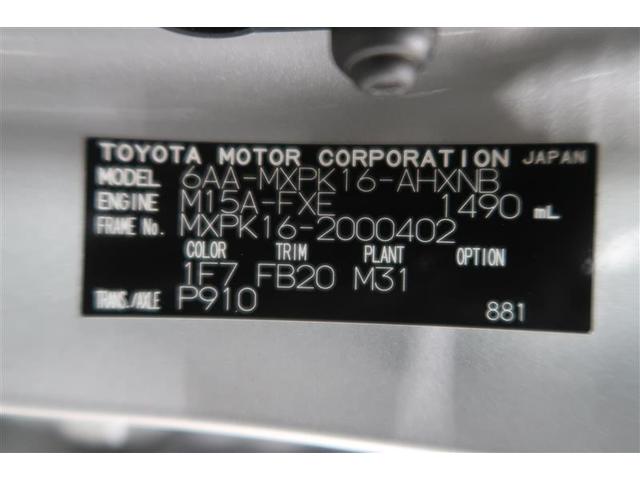 TOYOTA MOTOR CORPORATION JAPAN
MODEL 6AA-MXPK16-AHXNB
ENGINE M15A-FXE 1490 mL
FRAME No. MXPK16-2000402
COLOR TRIM PLANT OPTION
1F7 FB20 M31
TRANS./AXLE P910
881